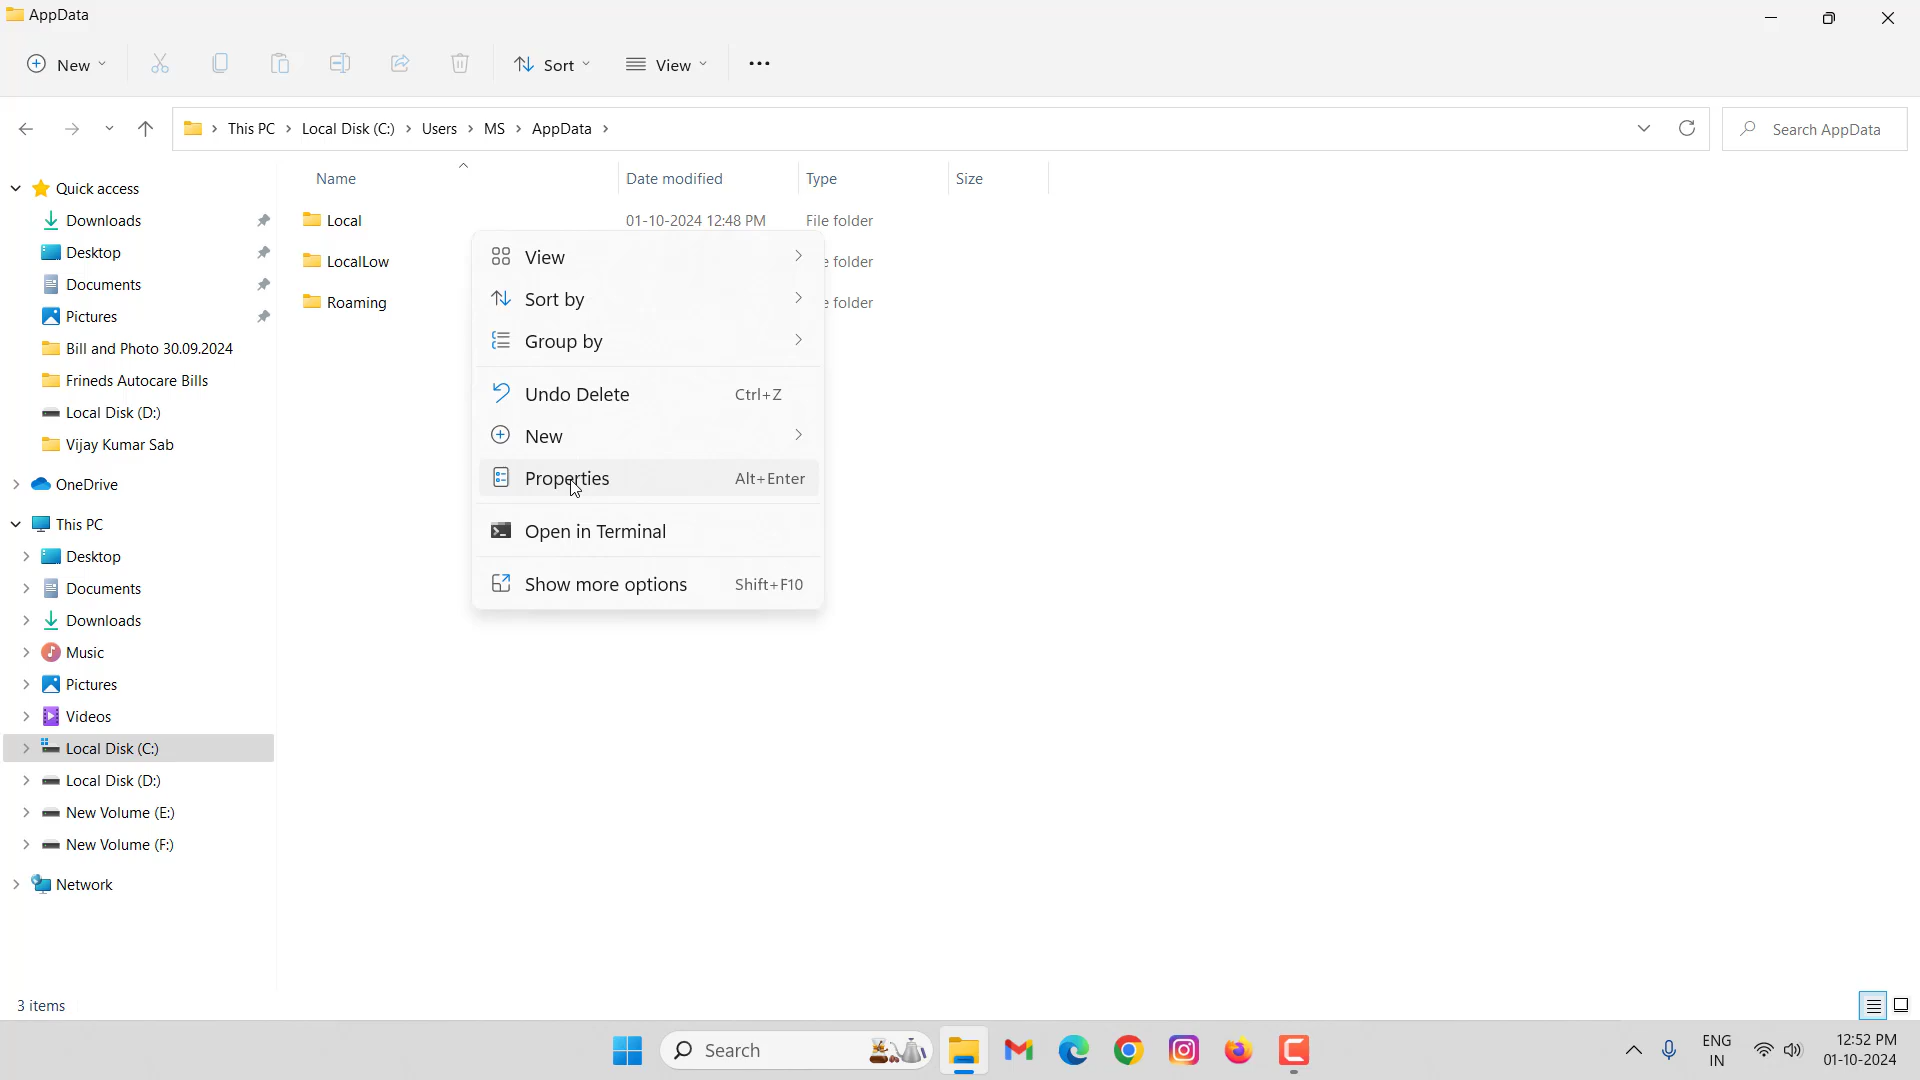 AppData
New
Sort
View
This PC > Local Disk (C:) > Users > MS > AppData >
Search AppData
Quick access
Downloads
Desktop
Documents
Pictures
Bill and Photo 30.09.2024
Frineds Autocare Bills
Local Disk (D:)
Vijay Kumar Sab
OneDrive
This PC
Desktop
Documents
Downloads
Music
Pictures
Videos
Local Disk (C:)
Local Disk (D:)
New Volume (E:)
New Volume (F:)
Network
Name Date modified Type Size
Local 01-10-2024 12:48 PM File folder
LocalLow e folder
Roaming e folder
View
Sort by
Group by
Undo Delete Ctrl+Z
New
Properties Alt+Enter
Open in Terminal
Show more options Shift+F10
3 items
Search
ENG
IN
12:52 PM
01-10-2024